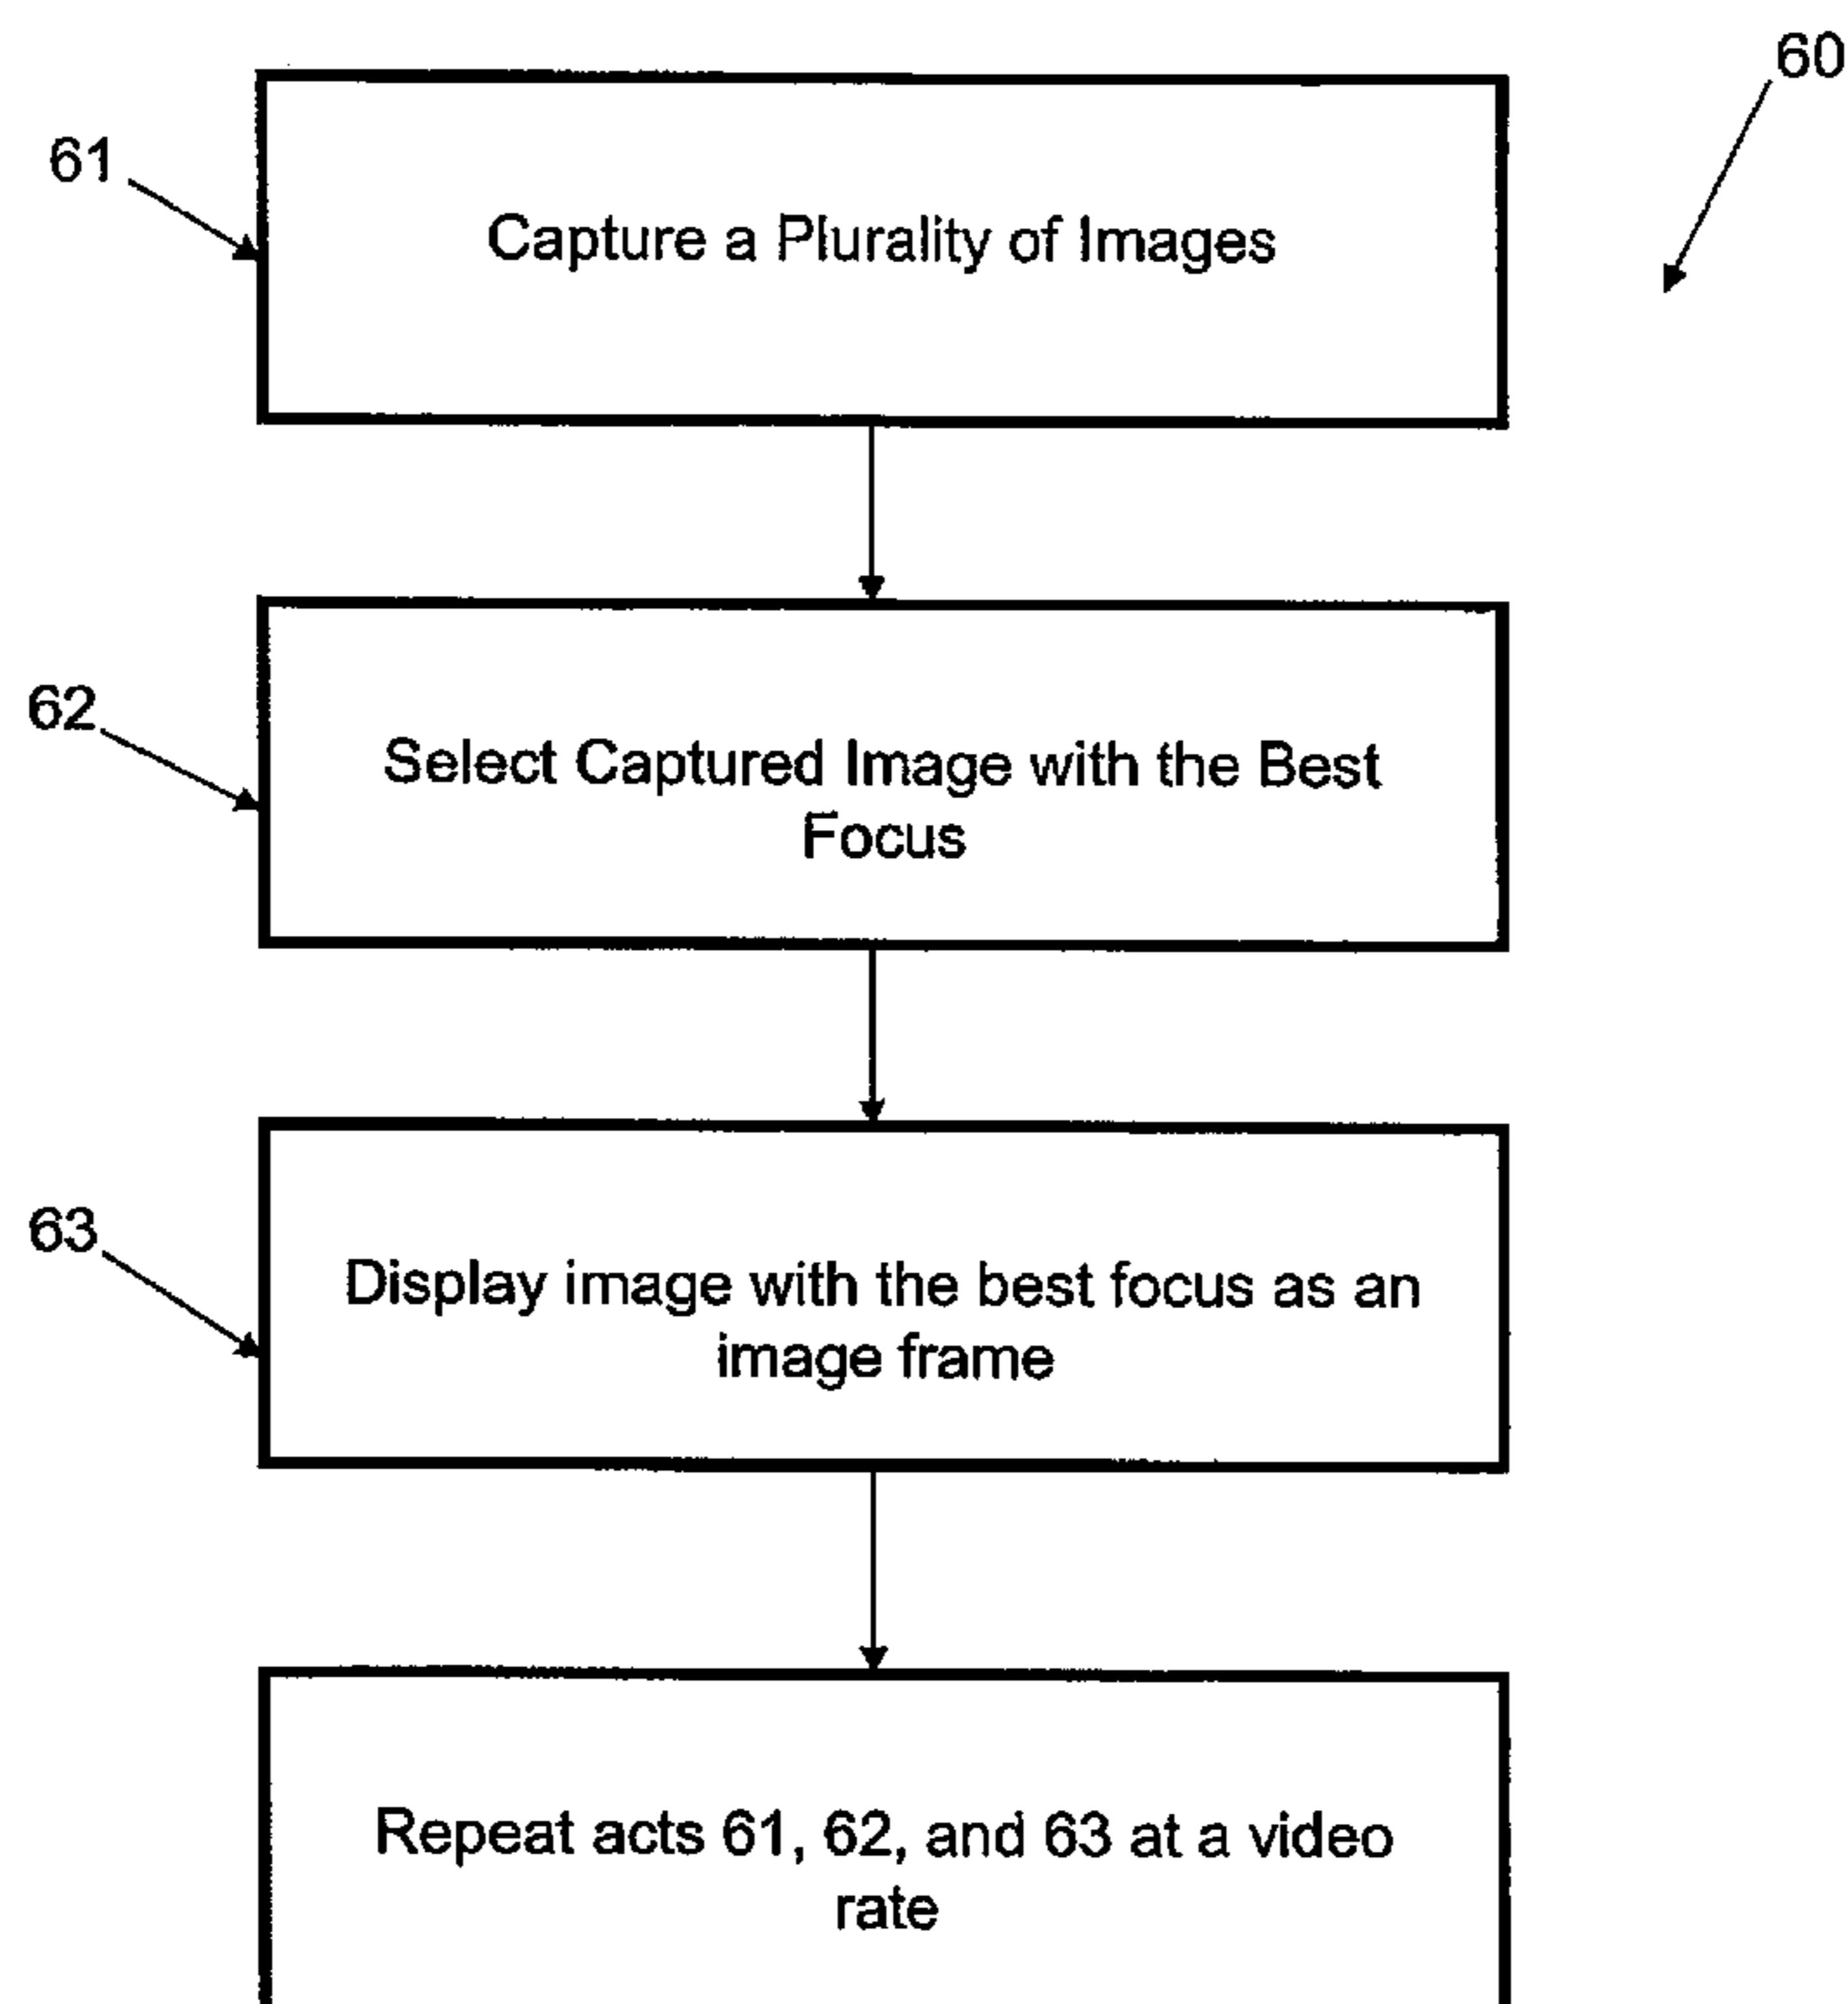 60
61
Capture a Plurality of Images
62
Select Captured Image with the Best
Focus
63
Display image with the best focus as an
image frame
Repeat acts 61, 62, and 63 at a video
rate